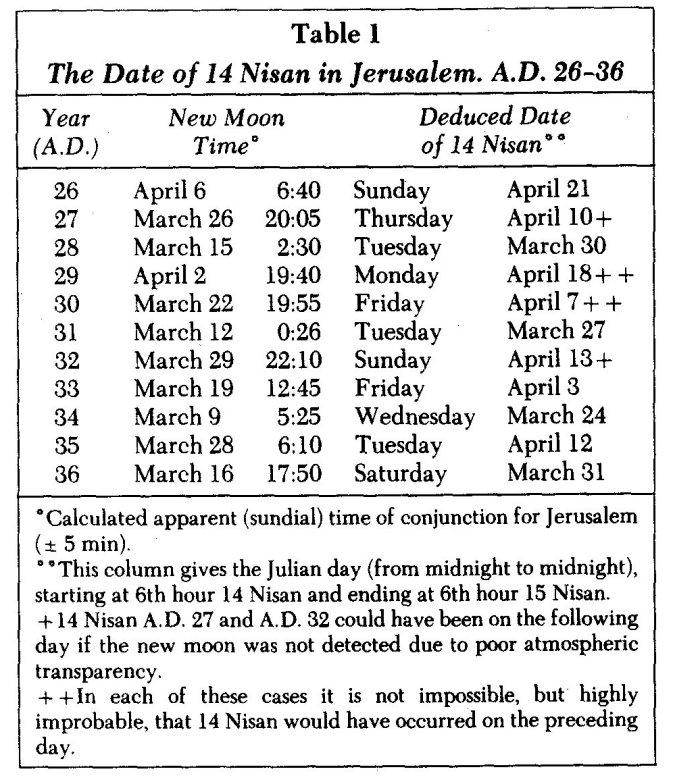 Table 1
The Date of 14 Nisan in Jerusalem. A.D. 26–36
Year New Moon Deduced Date
(A.D.) Time° of 14 Nisan°°
26 April 6 6:40 Sunday April 21
27 March 26 20:05 Thursday April 10+
28 March 15 2:30 Tuesday March 30
29 April 2 19:40 Monday April 18++
30 March 22 19:55 Friday April 7++
31 March 12 0:26 Tuesday March 27
32 March 29 22:10 Sunday April 13+
33 March 19 12:45 Friday April 3
34 March 9 5:25 Wednesday March 24
35 March 28 6:10 Tuesday April 12
36 March 16 17:50 Saturday March 31
°Calculated apparent (sundial) time of conjunction for Jerusalem
(± 5 min).
°°This column gives the Julian day (from midnight to midnight),
starting at 6th hour 14 Nisan and ending at 6th hour 15 Nisan.
+14 Nisan A.D. 27 and A.D. 32 could have been on the following
day if the new moon was not detected due to poor atmospheric
transparency.
++In each of these cases it is not impossible, but highly
improbable, that 14 Nisan would have occurred on the preceding
day.